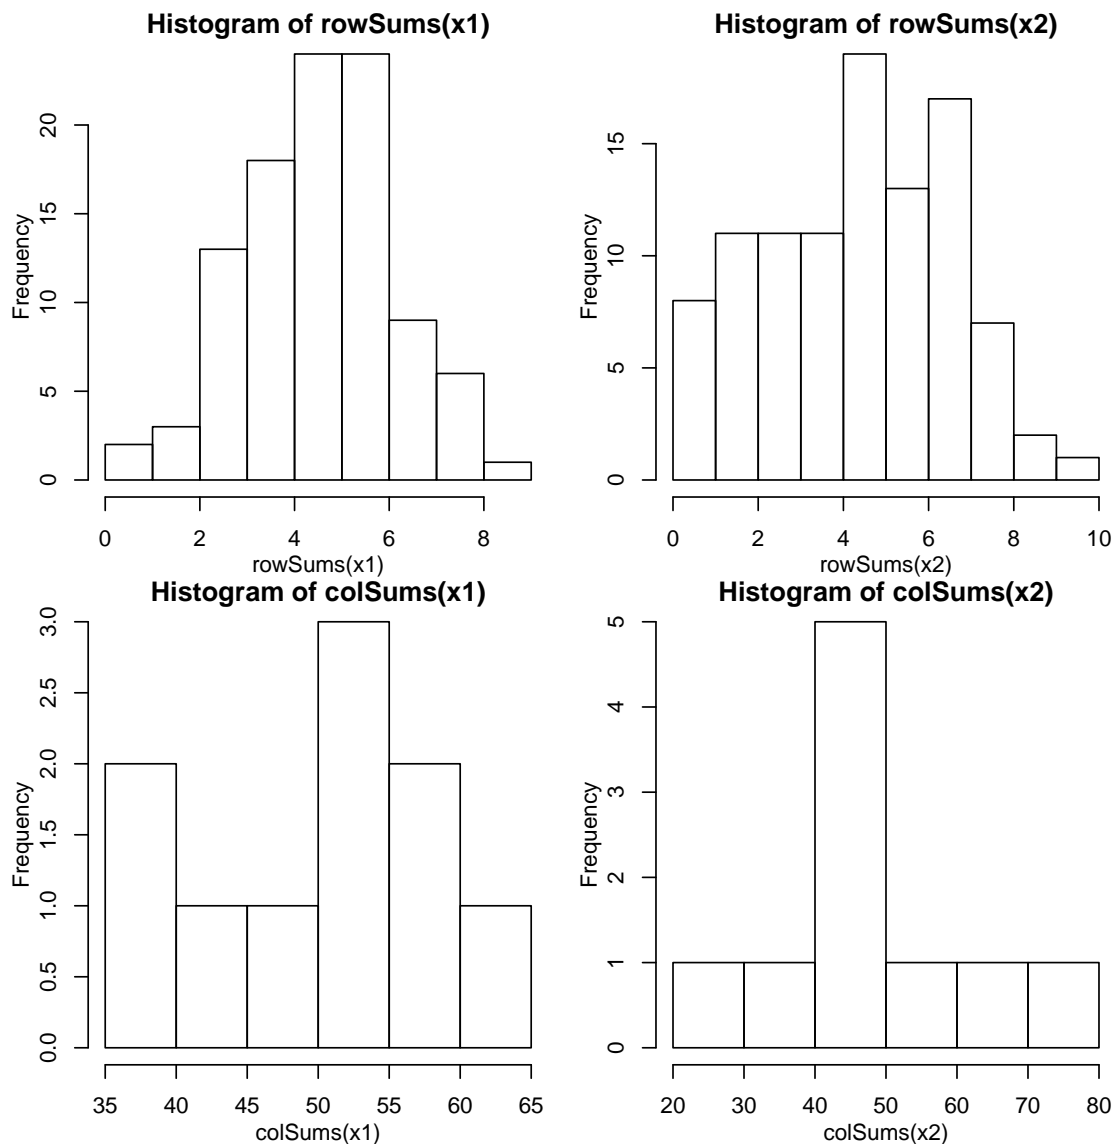 Histogram of rowSums(x1)
Frequency
0 5 10 15 20
0 2 4 6 8
rowSums(x1)
Histogram of rowSums(x2)
Frequency
0 5 10 15
0 2 4 6 8 10
rowSums(x2)
Histogram of colSums(x1)
Frequency
0.0 0.5 1.0 1.5 2.0 2.5 3.0
35 40 45 50 55 60 65
colSums(x1)
Histogram of colSums(x2)
Frequency
0 1 2 3 4 5
20 30 40 50 60 70 80
colSums(x2)